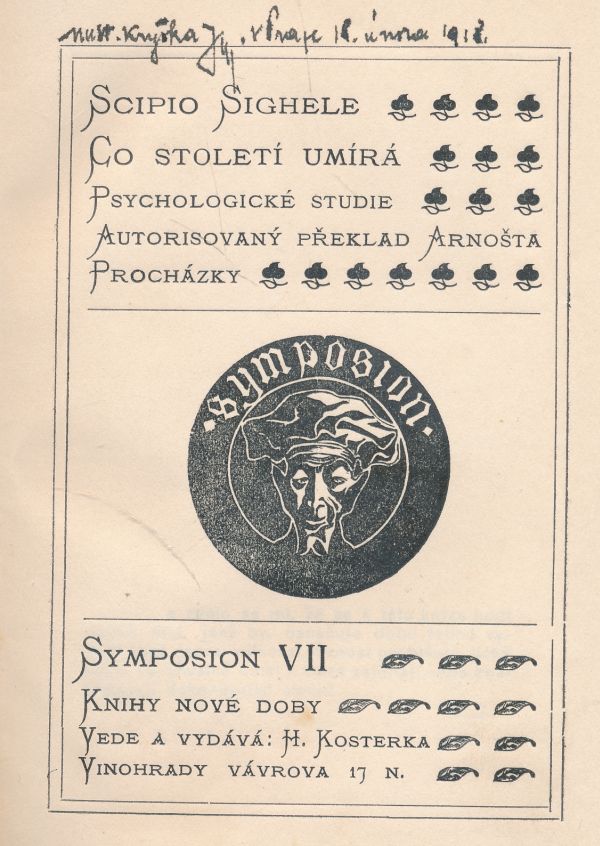 v Praze 18. února 1918.
Scipio Sighele
Co století umírá
Psychologické studie
Autorisovaný překlad Arnošta
Procházky
·symposion·
Symposion VII
Knihy nové doby
Vede a vydává: H. Kosterka
Vinohrady Vávrova 17 n.